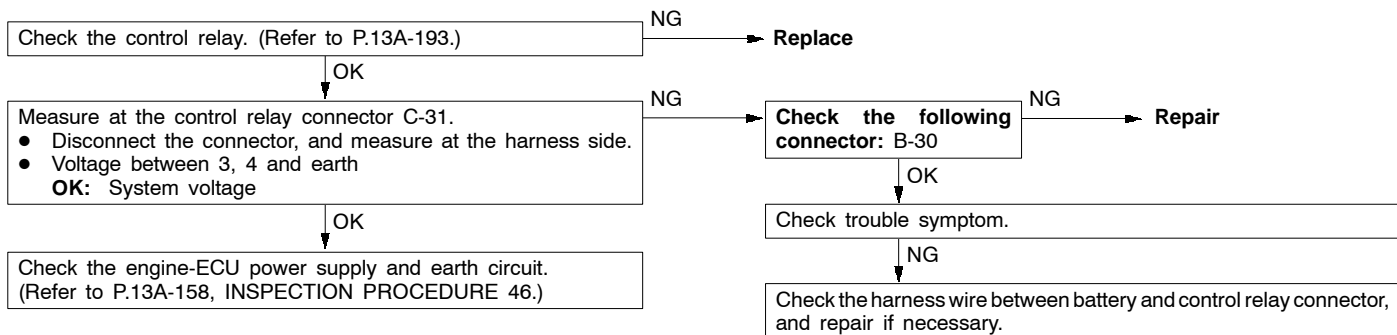 Check the control relay. (Refer to P.13A-193.)
NG
Replace
OK
Measure at the control relay connector C-31.
● Disconnect the connector, and measure at the harness side.
● Voltage between 3, 4 and earth
OK: System voltage
NG
Check the following
connector: B-30
NG
Repair
OK
Check trouble symptom.
NG
Check the harness wire between battery and control relay connector,
and repair if necessary.
OK
Check the engine-ECU power supply and earth circuit.
(Refer to P.13A-158, INSPECTION PROCEDURE 46.)